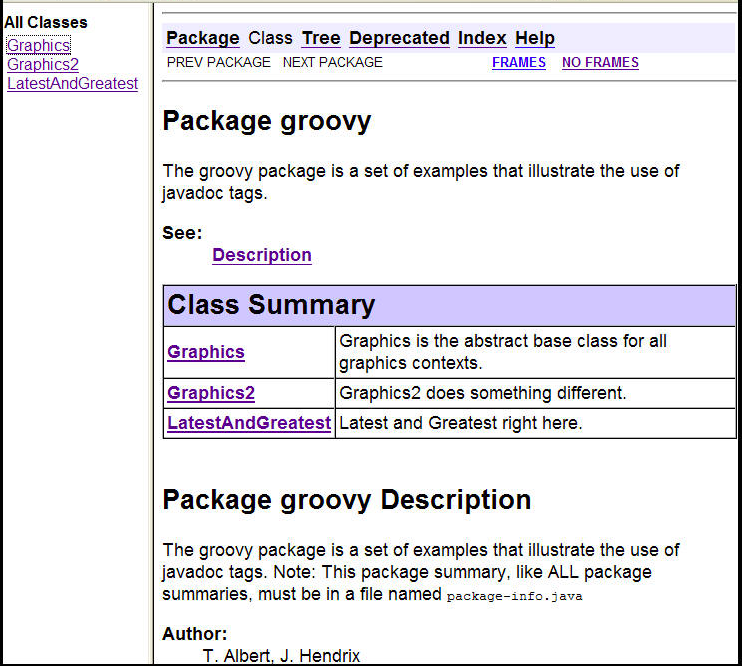 All Classes
Graphics
Graphics2
LatestAndGreatest
Package Class Tree Deprecated Index Help
PREV PACKAGE NEXT PACKAGE FRAMES NO FRAMES
Package groovy
The groovy package is a set of examples that illustrate the use of
javadoc tags.
See:
Description
Class Summary
Graphics Graphics is the abstract base class for all
graphics contexts.
Graphics2 Graphics2 does something different.
LatestAndGreatest Latest and Greatest right here.
Package groovy Description
The groovy package is a set of examples that illustrate the use of
javadoc tags. Note: This package summary, like ALL package
summaries, must be in a file named package-info.java
Author:
T. Albert, J. Hendrix